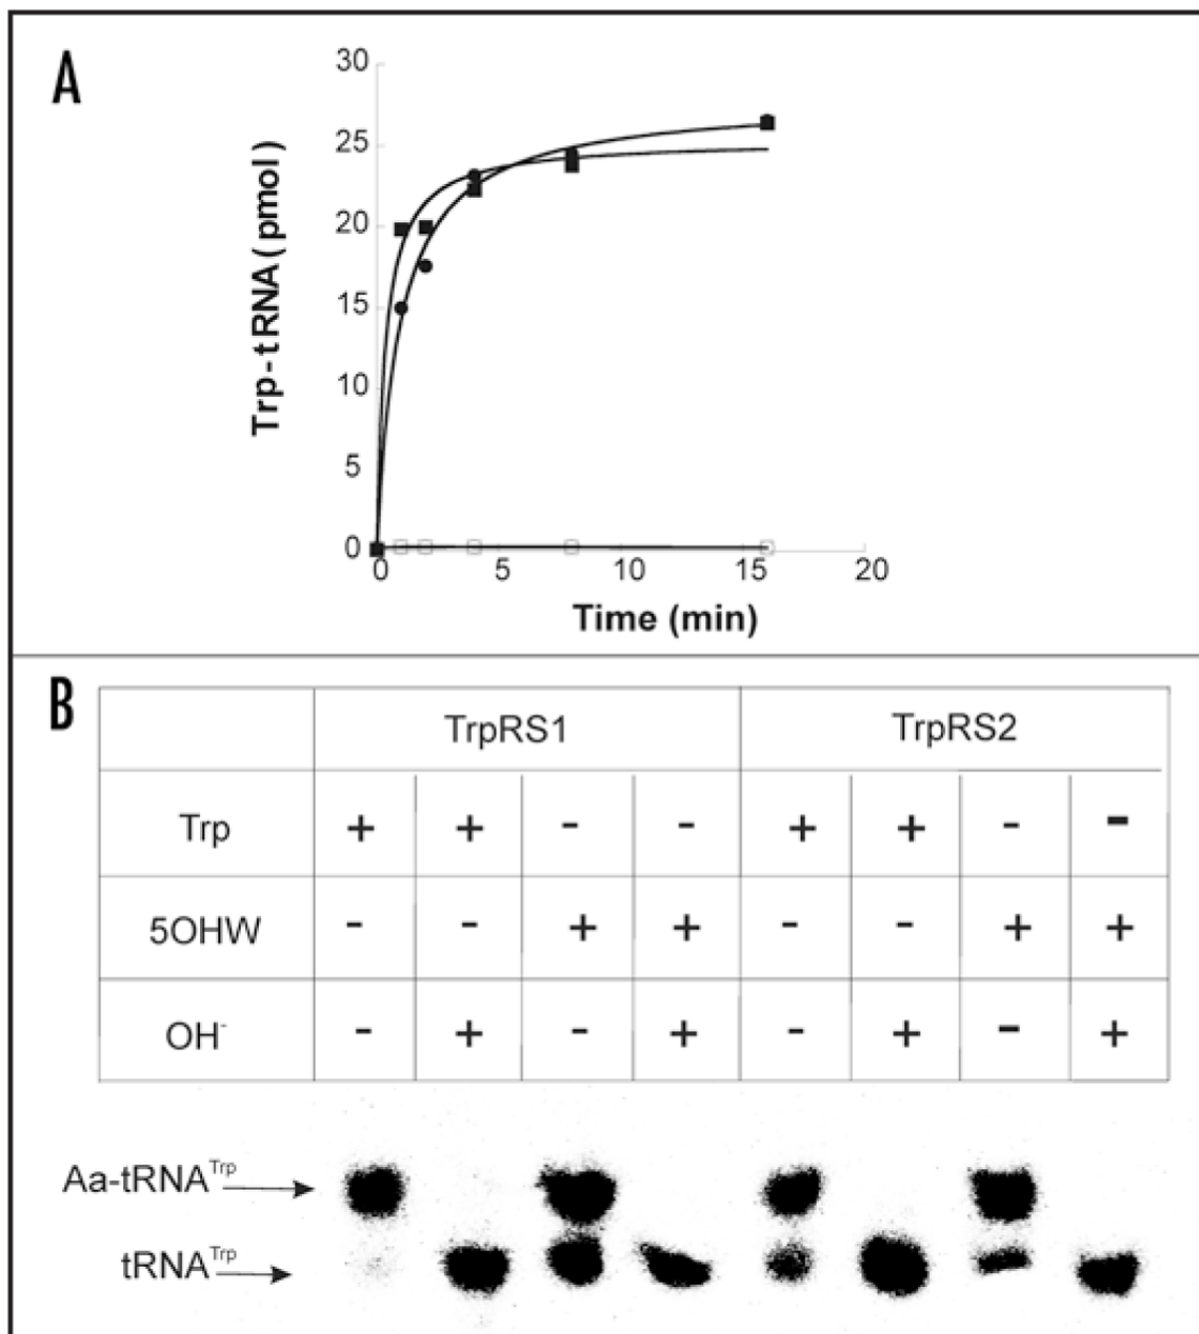 A
Trp-tRNA (pmol)
30
25
20
15
10
5
0
0 5 10 15 20
Time (min)
B
TrpRS1 TrpRS2
Trp + + - - + + - -
5OHW - - + + - - + +
OH⁻ - + - + - + - +
Aa-tRNAᵀʳᵖ
tRNAᵀʳᵖ